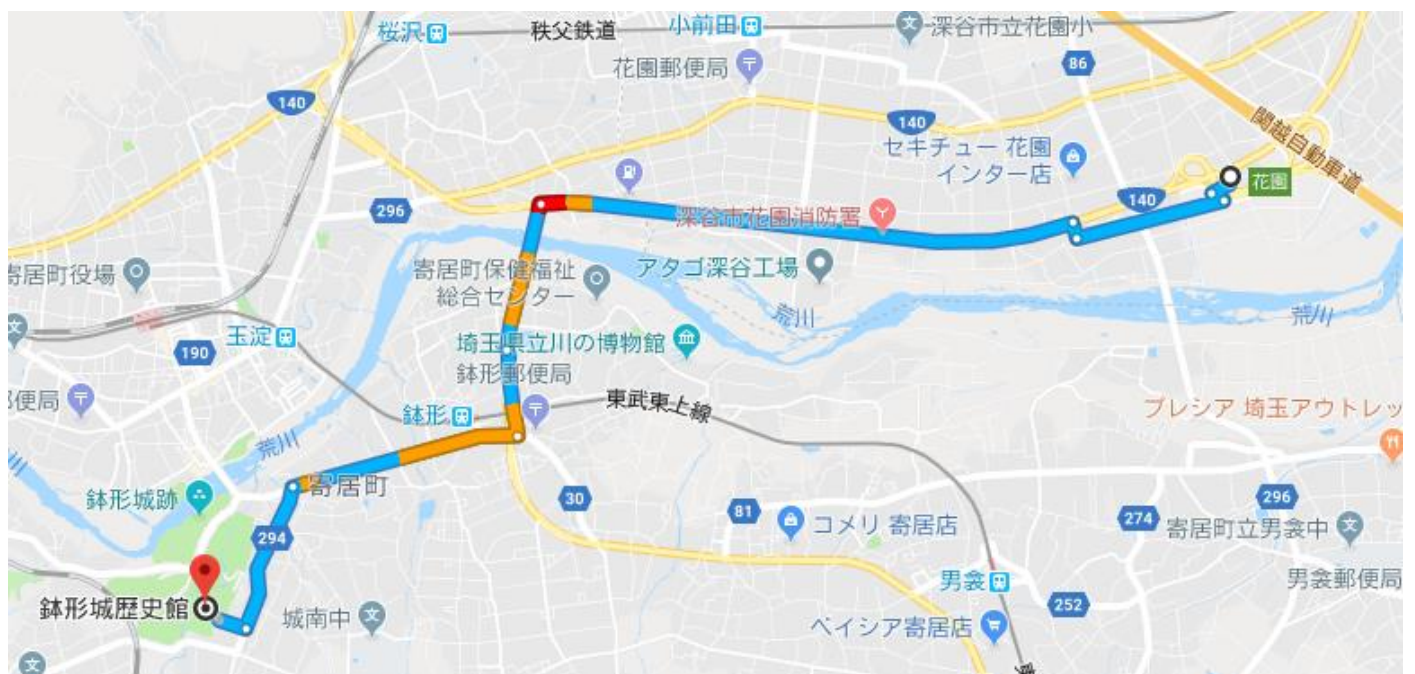 桜沢
秩父鉄道
小前田
深谷市立花園小
花園郵便局
86
140
140
関越自動車道
セキチュー 花園
インター店
花園
140
296
深谷市花園消防署
寄居町役場
寄居町保健福祉
総合センター
アタゴ深谷工場
荒川
荒川
玉淀
190
埼玉県立川の博物館
鉢形郵便局
便局
鉢形
東武東上線
プレシア 埼玉アウトレッ
荒川
川
鉢形城跡
寄居町
30
81
コメリ 寄居店
274
296
寄居町立男衾中
294
男衾
男衾郵便局
鉢形城歴史館
城南中
252
ベイシア寄居店